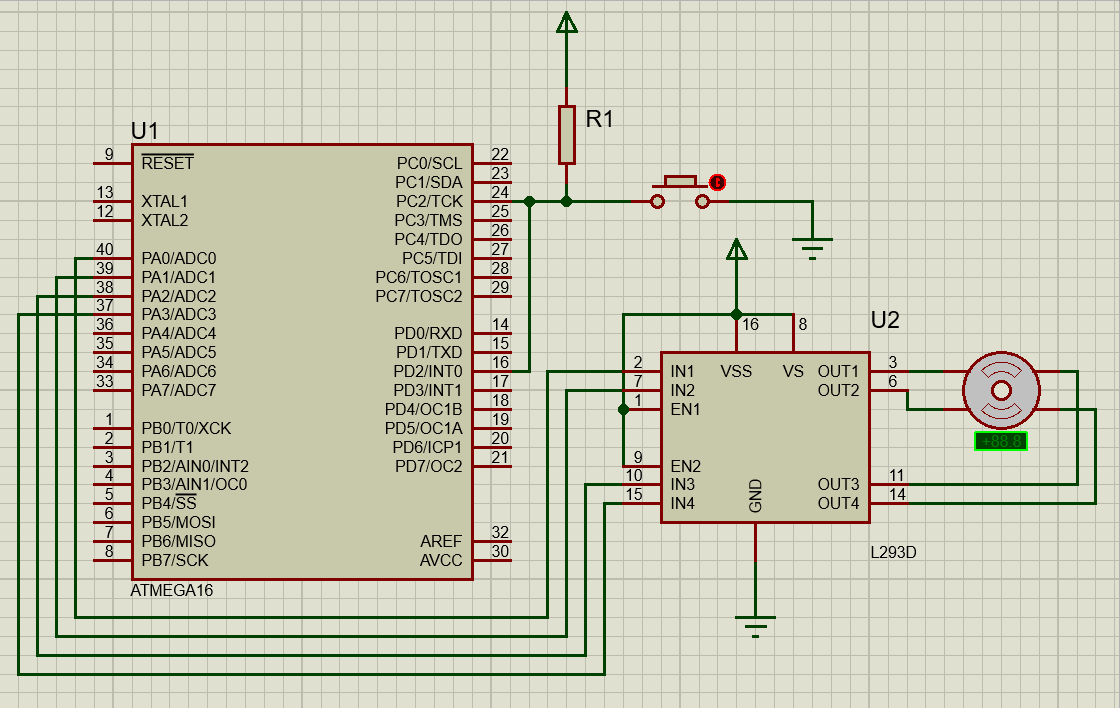 R1
U1
9 RESET
13 XTAL1
12 XTAL2
40 PA0/ADC0
39 PA1/ADC1
38 PA2/ADC2
37 PA3/ADC3
36 PA4/ADC4
35 PA5/ADC5
34 PA6/ADC6
33 PA7/ADC7
1 PB0/T0/XCK
2 PB1/T1
3 PB2/AIN0/INT2
4 PB3/AIN1/OC0
5 PB4/SS
6 PB5/MOSI
7 PB6/MISO
8 PB7/SCK
PC0/SCL 22
PC1/SDA 23
PC2/TCK 24
PC3/TMS 25
PC4/TDO 26
PC5/TDI 27
PC6/TOSC1 28
PC7/TOSC2 29
PD0/RXD 14
PD1/TXD 15
PD2/INT0 16
PD3/INT1 17
PD4/OC1B 18
PD5/OC1A 19
PD6/ICP1 20
PD7/OC2 21
AREF 32
AVCC 30
ATMEGA16
U2
16 8
VSS VS
2 IN1
7 IN2
1 EN1
9 EN2
10 IN3
15 IN4
GND
OUT1 3
OUT2 6
OUT3 11
OUT4 14
L293D
+88.8